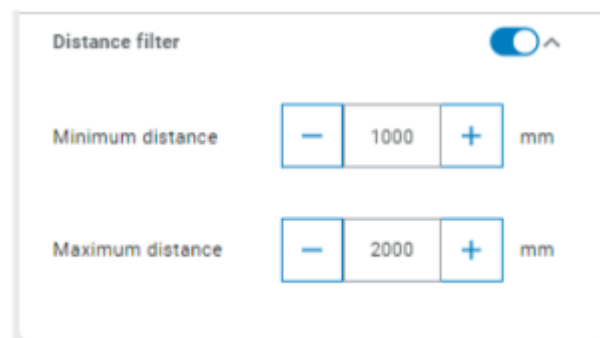 Distance filter
Minimum distance − 1000 + mm
Maximum distance − 2000 + mm